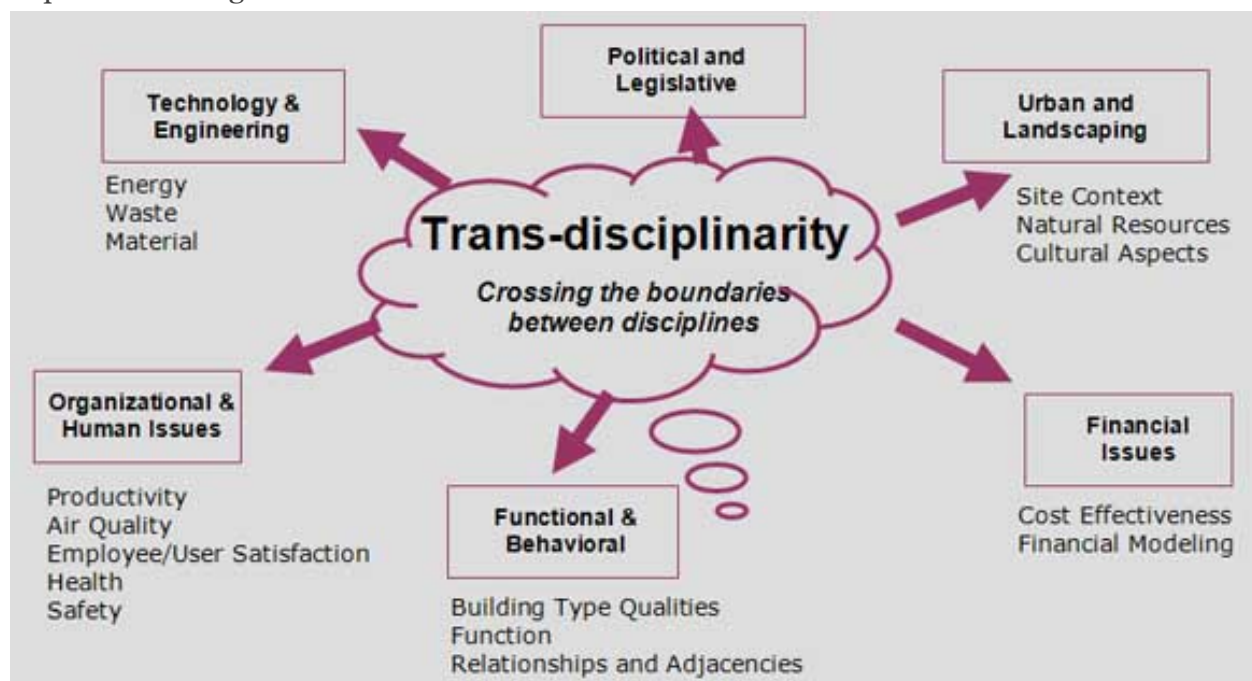 Political and
Legislative
Technology &
Engineering
Energy
Waste
Material
Urban and
Landscaping
Site Context
Natural Resources
Cultural Aspects
Trans-disciplinarity
Crossing the boundaries
between disciplines
Organizational &
Human Issues
Productivity
Air Quality
Employee/User Satisfaction
Health
Safety
Functional &
Behavioral
Building Type Qualities
Function
Relationships and Adjacencies
Financial
Issues
Cost Effectiveness
Financial Modeling